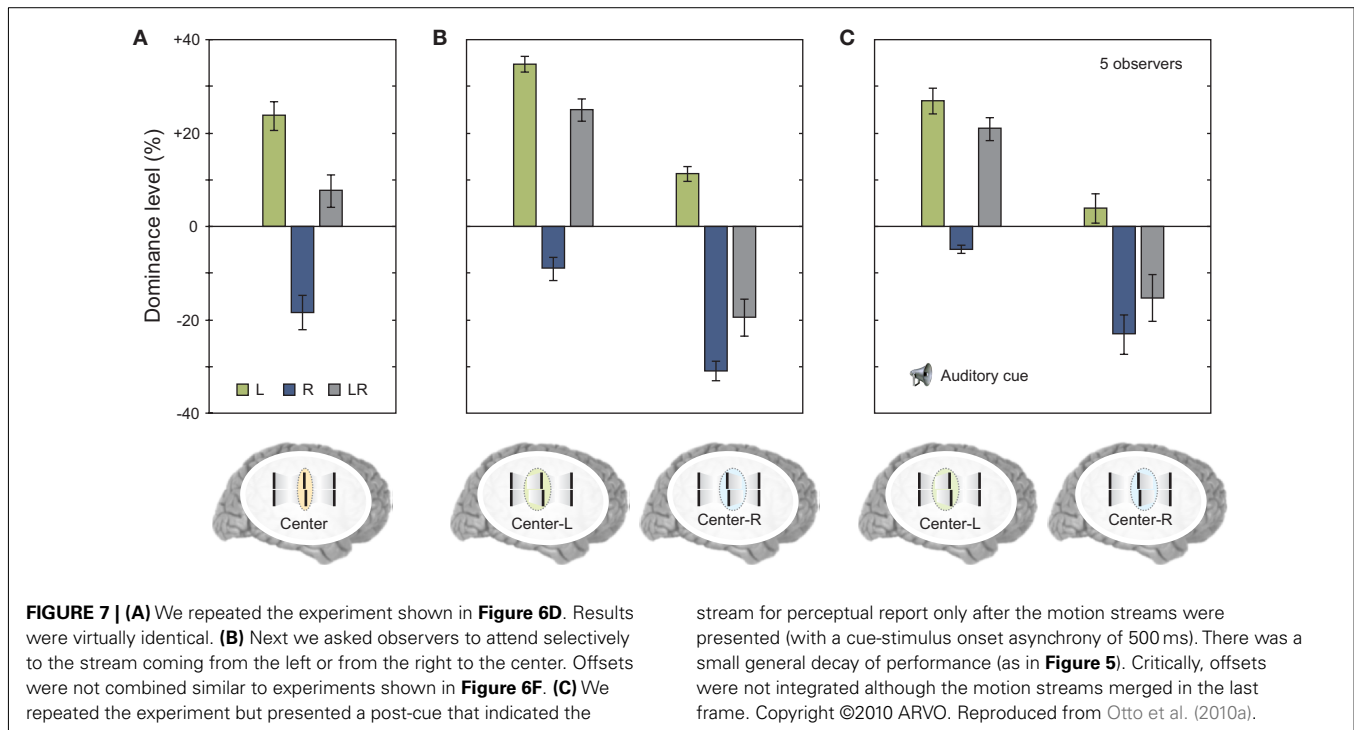 A
B
C
+40
+20
0
-20
-40
Dominance level (%)
L R LR
5 observers
Auditory cue
Center
Center-L
Center-R
Center-L
Center-R
FIGURE 7 | (A) We repeated the experiment shown in Figure 6D. Results
were virtually identical. (B) Next we asked observers to attend selectively
to the stream coming from the left or from the right to the center. Offsets
were not combined similar to experiments shown in Figure 6F. (C) We
repeated the experiment but presented a post-cue that indicated the
stream for perceptual report only after the motion streams were
presented (with a cue-stimulus onset asynchrony of 500 ms). There was a
small general decay of performance (as in Figure 5). Critically, offsets
were not integrated although the motion streams merged in the last
frame. Copyright ©2010 ARVO. Reproduced from Otto et al. (2010a).